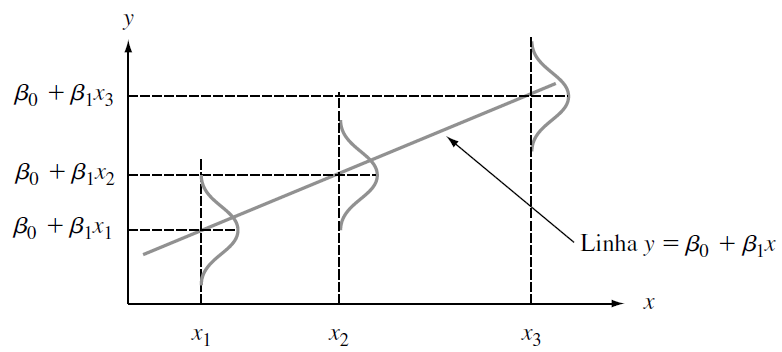 y
β₀ + β₁x₃
β₀ + β₁x₂
β₀ + β₁x₁
Linha y = β₀ + β₁x
x
x₁
x₂
x₃